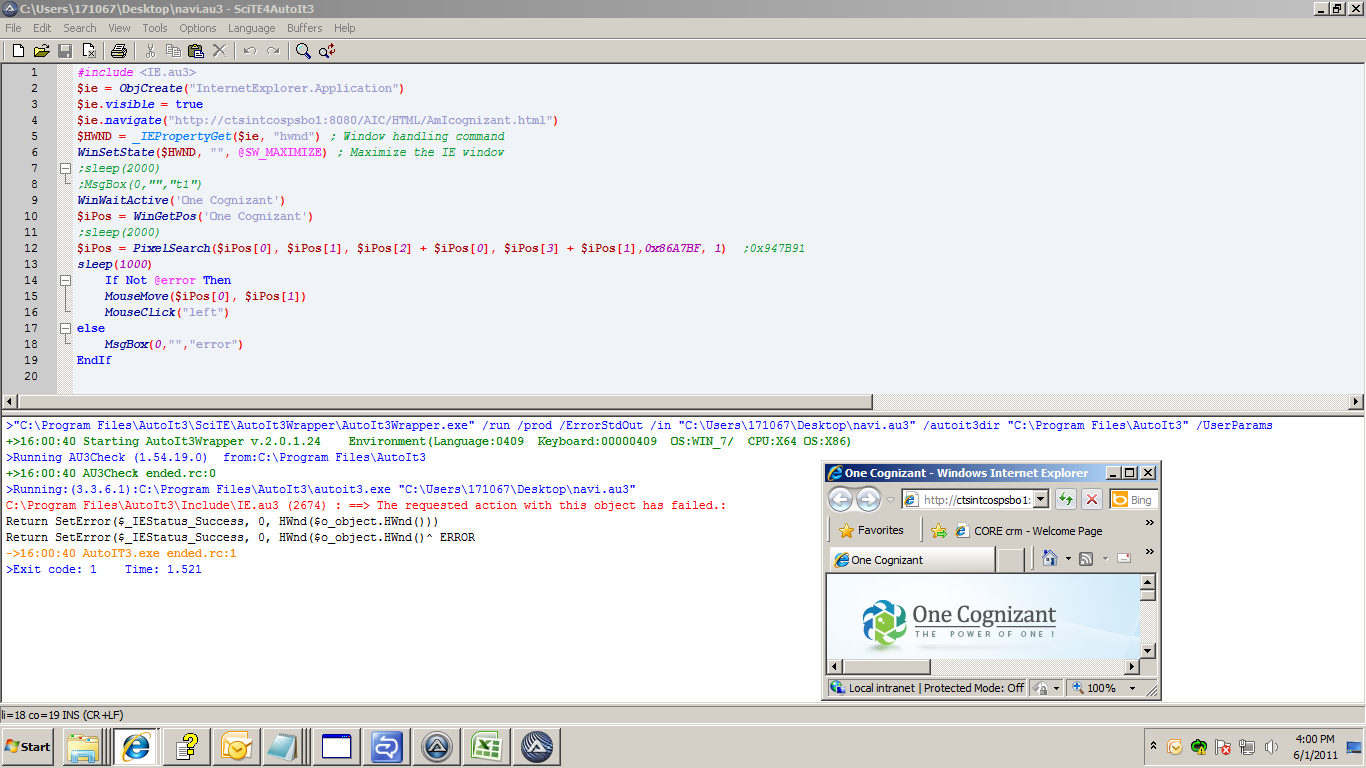 C:\Users\171067\Desktop\navi.au3 - SciTE4AutoIt3
File Edit Search View Tools Options Language Buffers Help
1 #include <IE.au3>
2 $ie = ObjCreate("InternetExplorer.Application")
3 $ie.visible = true
4 $ie.navigate("http://ctsintcospsbo1:8080/AIC/HTML/AmIcognizant.html")
5 $HWND = _IEPropertyGet($ie, "hwnd") ; Window handling command
6 WinSetState($HWND, "", @SW_MAXIMIZE) ; Maximize the IE window
7 ;sleep(2000)
8 ;MsgBox(0,"","t1")
9 WinWaitActive('One Cognizant')
10 $iPos = WinGetPos('One Cognizant')
11 ;sleep(2000)
12 $iPos = PixelSearch($iPos[0], $iPos[1], $iPos[2] + $iPos[0], $iPos[3] + $iPos[1],0x86A7BF, 1) ;0x947B91
13 sleep(1000)
14 If Not @error Then
15 MouseMove($iPos[0], $iPos[1])
16 MouseClick("left")
17 else
18 MsgBox(0,"","error")
19 EndIf
20
>"C:\Program Files\AutoIt3\SciTE\AutoIt3Wrapper\AutoIt3Wrapper.exe" /run /prod /ErrorStdOut /in "C:\Users\171067\Desktop\navi.au3" /autoit3dir "C:\Program Files\AutoIt3" /UserParams
+>16:00:40 Starting AutoIt3Wrapper v.2.0.1.24 Environment(Language:0409 Keyboard:00000409 OS:WIN_7/ CPU:X64 OS:X86)
>Running AU3Check (1.54.19.0) from:C:\Program Files\AutoIt3
+>16:00:40 AU3Check ended.rc:0
>Running:(3.3.6.1):C:\Program Files\AutoIt3\autoit3.exe "C:\Users\171067\Desktop\navi.au3"
C:\Program Files\AutoIt3\Include\IE.au3 (2674) : ==> The requested action with this object has failed.:
Return SetError($_IEStatus_Success, 0, HWnd($o_object.HWnd()))
Return SetError($_IEStatus_Success, 0, HWnd($o_object.HWnd()^ ERROR
->16:00:40 AutoIT3.exe ended.rc:1
>Exit code: 1 Time: 1.521
One Cognizant - Windows Internet Explorer
http://ctsintcospsbo1: Bing
Favorites CORE crm - Welcome Page
One Cognizant
One Cognizant
THE POWER OF ONE !
Local intranet | Protected Mode: Off 100%
li=18 co=19 INS (CR+LF)
Start
4:00 PM
6/1/2011